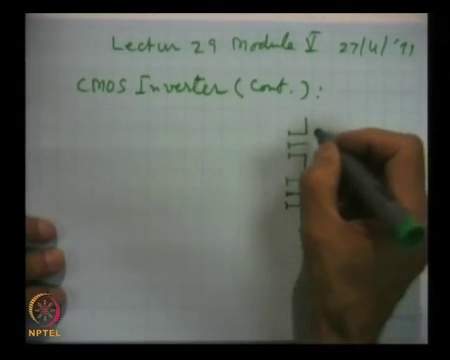 Lectur 29 Module V 27/4/'11
CMOS Inverter (Cont.) :
NPTEL